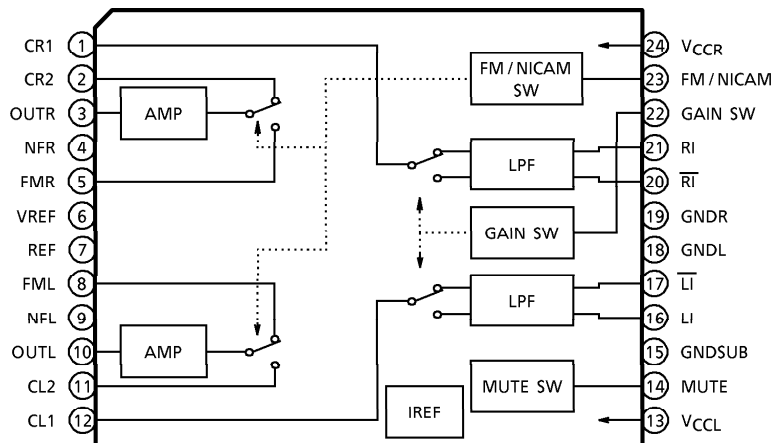 CR1 1
CR2 2
OUTR 3
NFR 4
FMR 5
VREF 6
REF 7
FML 8
NFL 9
OUTL 10
CL2 11
CL1 12
AMP
AMP
FM / NICAM
SW
LPF
GAIN SW
LPF
MUTE SW
IREF
24 VCCR
23 FM / NICAM
22 GAIN SW
21 RI
20 R̅I̅
19 GNDR
18 GNDL
17 L̅I̅
16 LI
15 GNDSUB
14 MUTE
13 VCCL